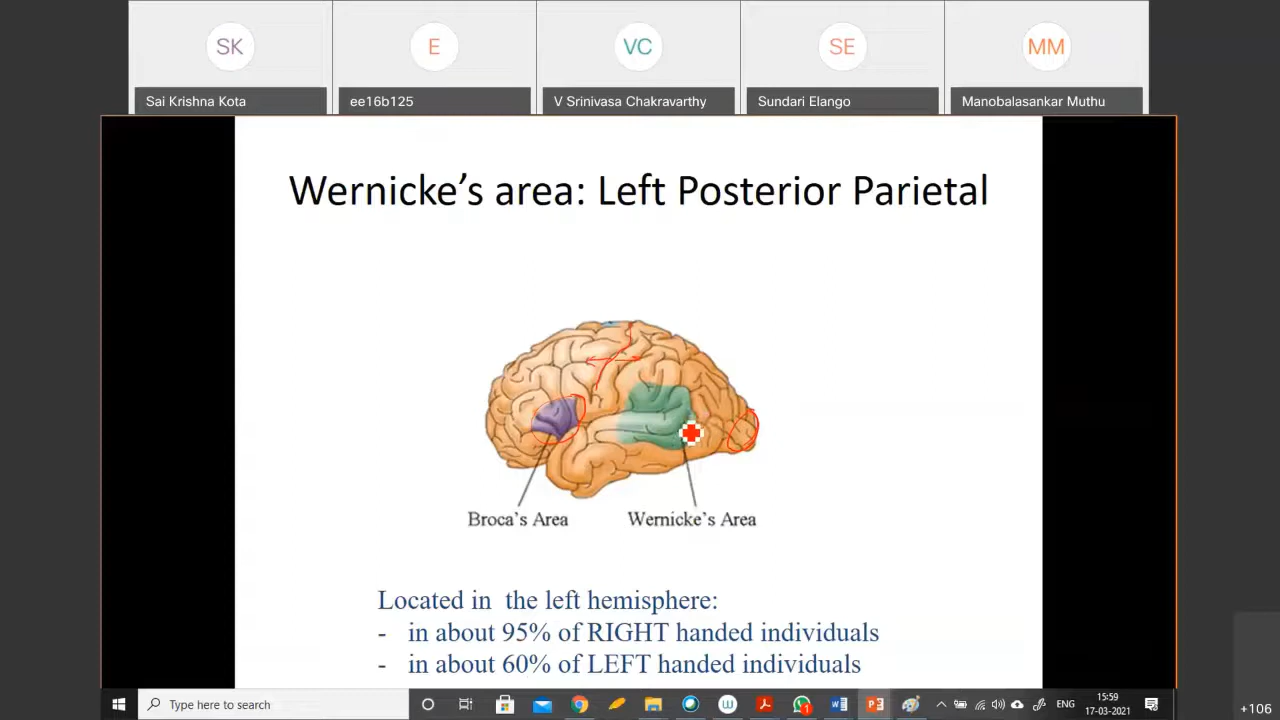 SK
E
VC
SE
MM
Sai Krishna Kota
ee16b125
V Srinivasa Chakravarthy
Sundari Elango
Manobalasankar Muthu
Wernicke’s area: Left Posterior Parietal
Broca's Area
Wernicke's Area
Located in the left hemisphere:
- in about 95% of RIGHT handed individuals
- in about 60% of LEFT handed individuals
Type here to search
ENG
15:59
17-03-2021
+106